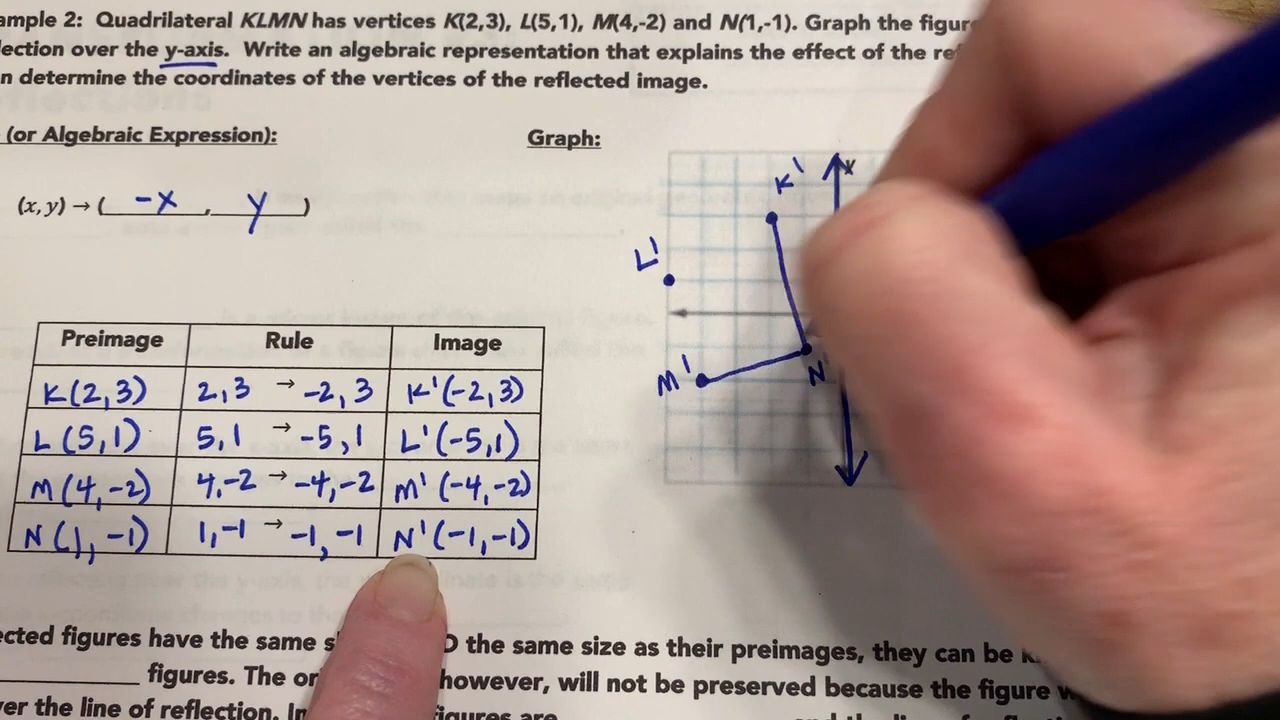 ample 2: Quadrilateral KLMN has vertices K(2,3), L(5,1), M(4,-2) and N(1,-1). Graph the figur
lection over the y-axis. Write an algebraic representation that explains the effect of the re
n determine the coordinates of the vertices of the reflected image.
(or Algebraic Expression):
Graph:
(x, y) → ( -x , y )
K'
L'
M'
N'
Preimage Rule Image
K(2,3) 2,3 → -2,3 K'(-2,3)
L(5,1) 5,1 → -5,1 L'(-5,1)
M(4,-2) 4,-2 → -4,-2 M'(-4,-2)
N(1,-1) 1,-1 → -1,-1 N'(-1,-1)
ected figures have the same s the same size as their preimages, they can be
figures. The or however, will not be preserved because the figure
ver the line of reflection. In figures are